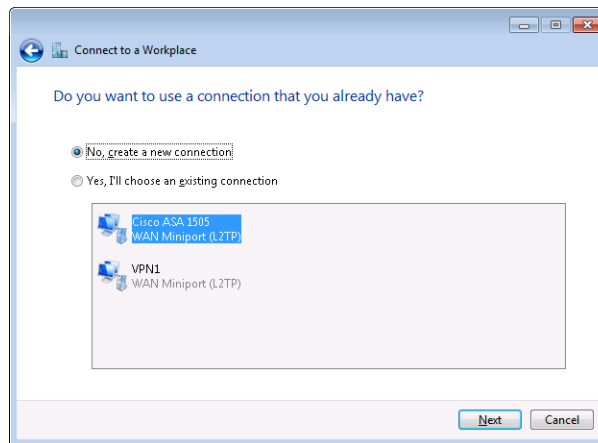 Connect to a Workplace
Do you want to use a connection that you already have?
No, create a new connection
Yes, I'll choose an existing connection
Cisco ASA 1505
WAN Miniport (L2TP)
VPN1
WAN Miniport (L2TP)
Next
Cancel